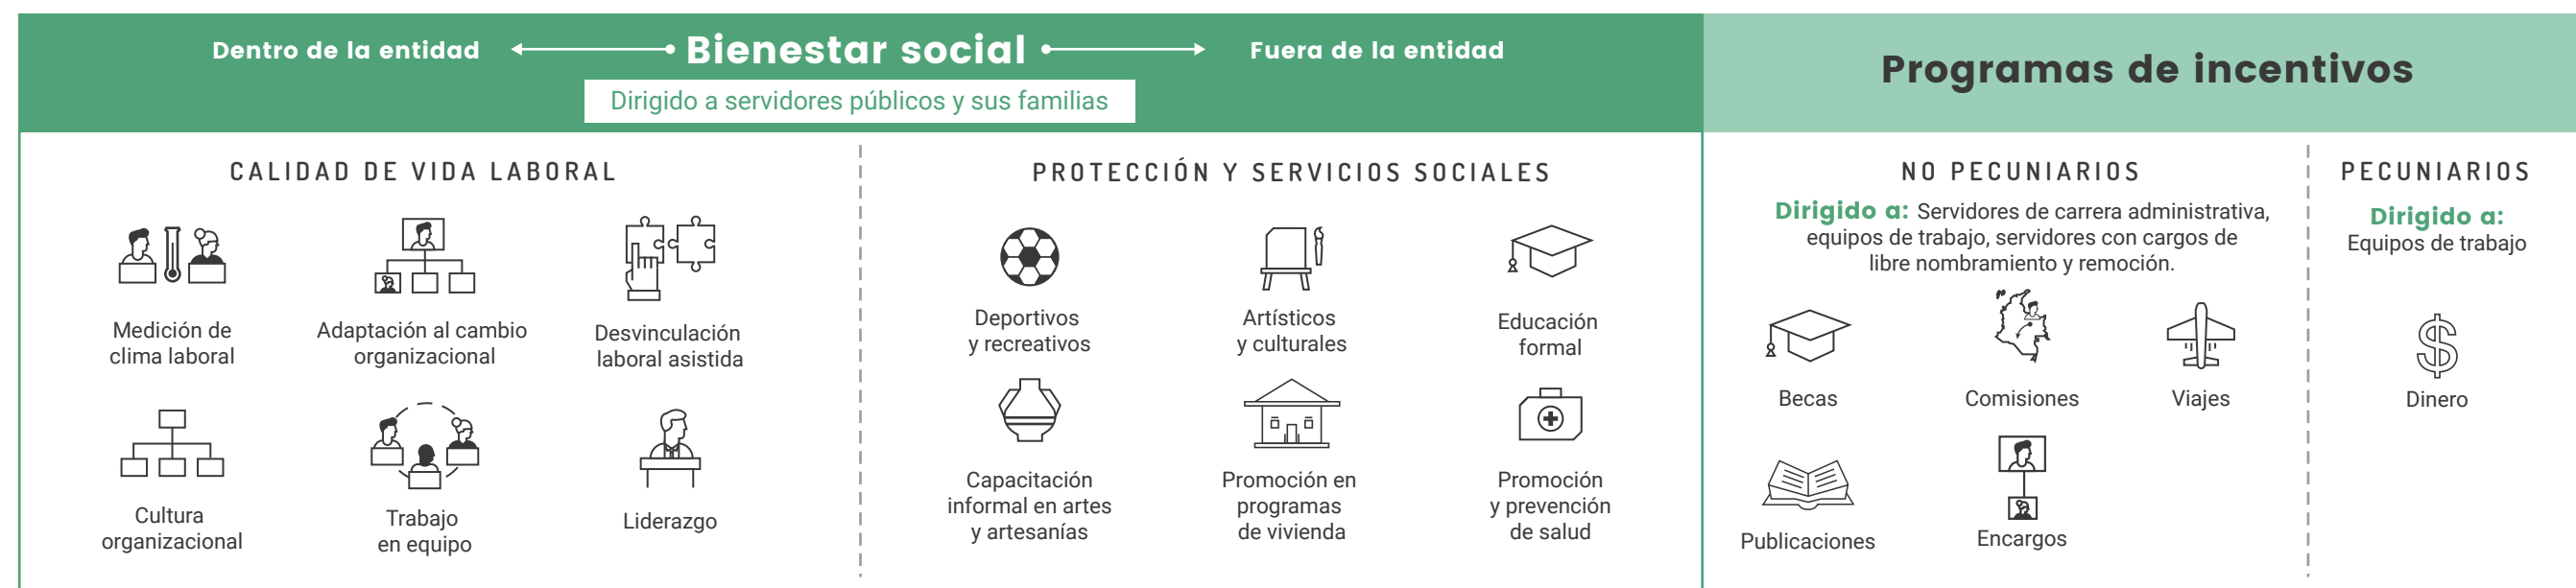 Dentro de la entidad
Bienestar social
Fuera de la entidad
Dirigido a servidores públicos y sus familias
Programas de incentivos
CALIDAD DE VIDA LABORAL
Medición de
clima laboral
Adaptación al cambio
organizacional
Desvinculación
laboral asistida
Cultura
organizacional
Trabajo
en equipo
Liderazgo
PROTECCIÓN Y SERVICIOS SOCIALES
Deportivos
y recreativos
Artísticos
y culturales
Educación
formal
Capacitación
informal en artes
y artesanías
Promoción en
programas
de vivienda
Promoción
y prevención
de salud
NO PECUNIARIOS
Dirigido a: Servidores de carrera administrativa,
equipos de trabajo, servidores con cargos de
libre nombramiento y remoción.
Becas
Comisiones
Viajes
Publicaciones
Encargos
PECUNIARIOS
Dirigido a:
Equipos de trabajo
$
Dinero